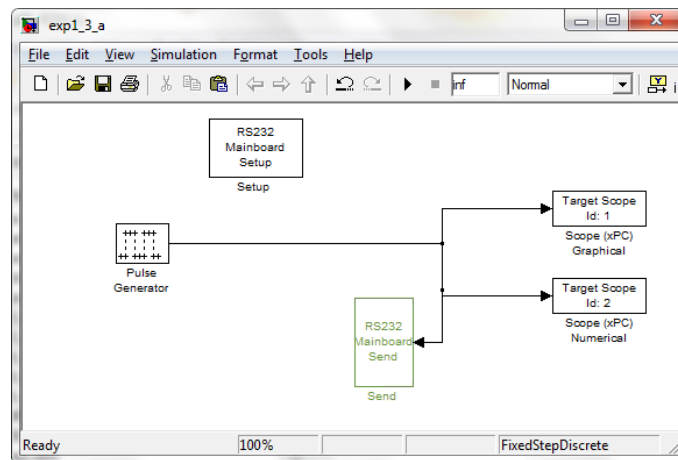 exp1_3_a
File Edit View Simulation Format Tools Help
inf Normal i
RS232
Mainboard
Setup
Setup
Target Scope
Id: 1
Scope (xPC)
Graphical
Pulse
Generator
Target Scope
Id: 2
Scope (xPC)
Numerical
RS232
Mainboard
Send
Send
Ready 100% FixedStepDiscrete